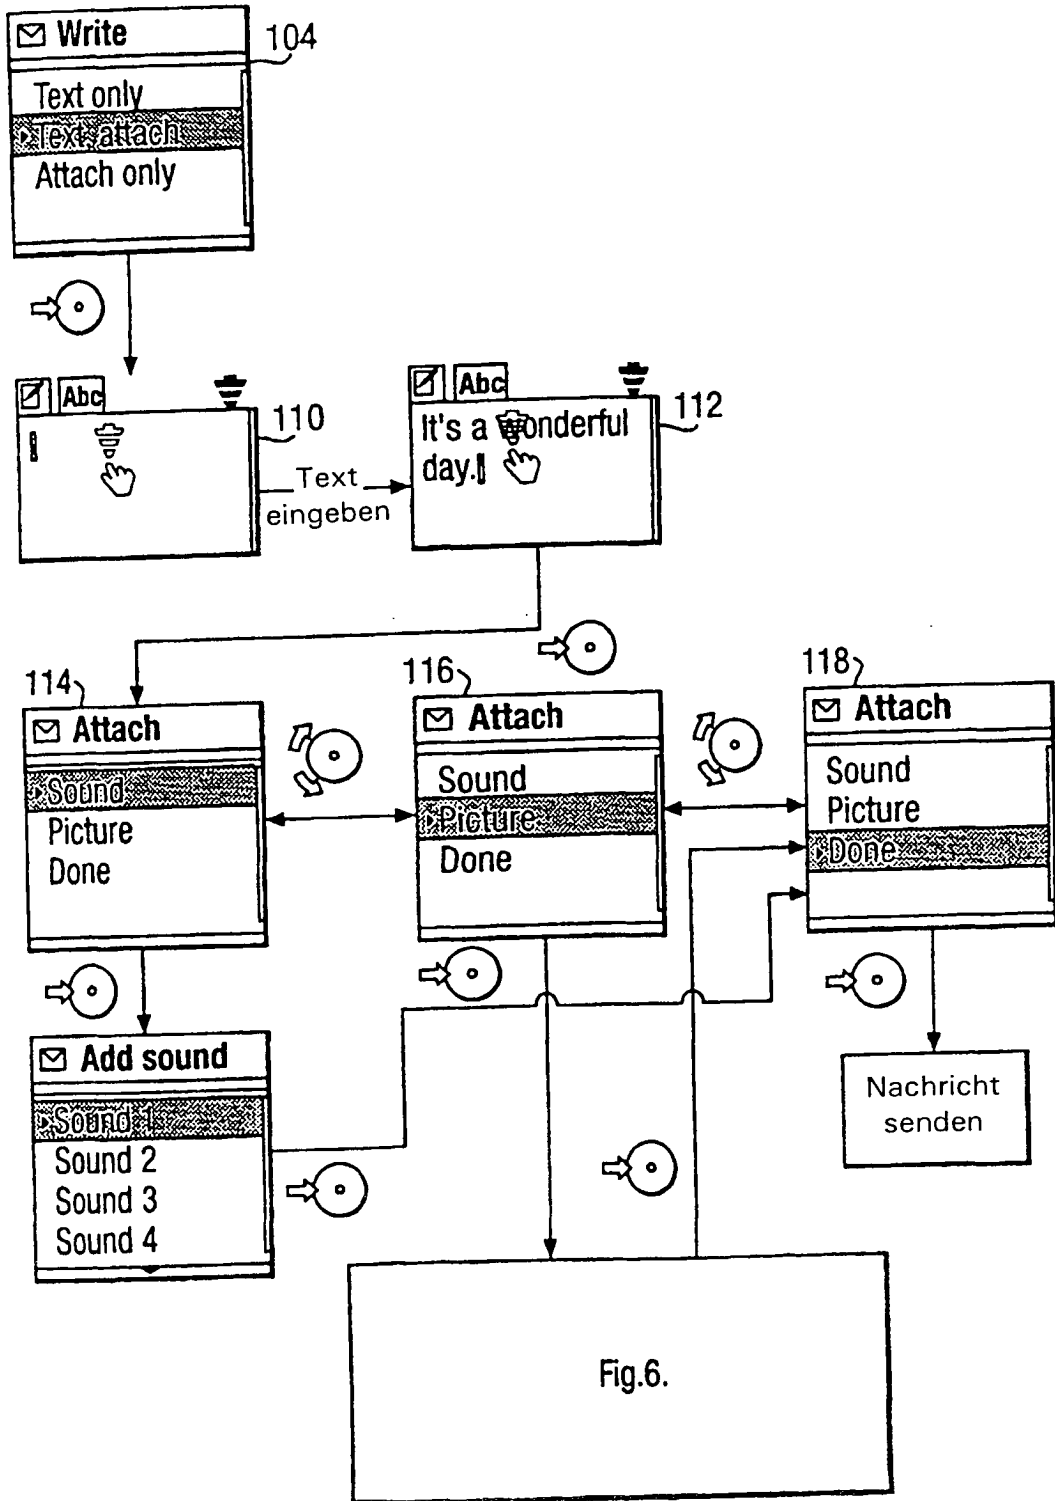 Write
104
Text only
Text, attach
Attach only
Abc
110
Text
eingeben
Abc
It's a wonderful
day.
112
114
Attach
Sound
Picture
Done
116
Attach
Sound
Picture
Done
118
Attach
Sound
Picture
Done
Add sound
Sound 1
Sound 2
Sound 3
Sound 4
Nachricht
senden
Fig.6.